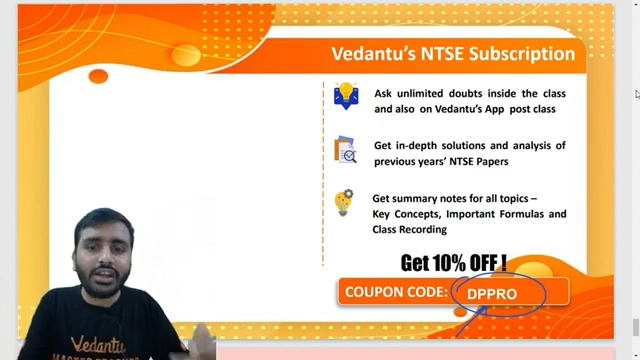 Vedantu's NTSE Subscription
Ask unlimited doubts inside the class
and also on Vedantu's App post class
Get in-depth solutions and analysis of
previous years' NTSE Papers
Get summary notes for all topics –
Key Concepts, Important Formulas and
Class Recording
Get 10% OFF !
COUPON CODE: DPPRO
Vedantu